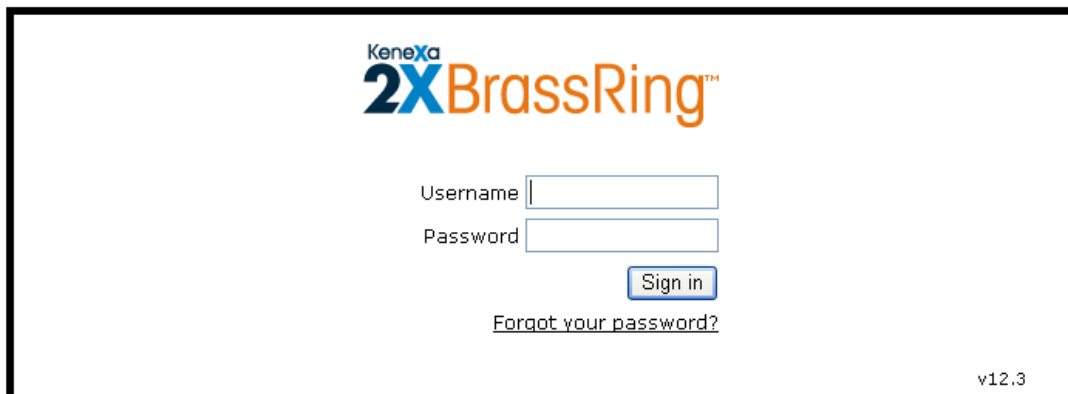 Kenexa
2XBrassRing™
Username
Password
Sign in
Forgot your password?
v12.3